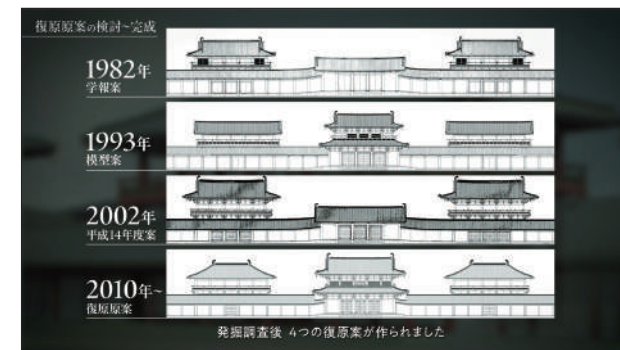 復原原案の検討~完成
1982年
学報案
1993年
模型案
2002年
平成14年度案
2010年~
復原原案
発掘調査後 4つの復原案が作られました